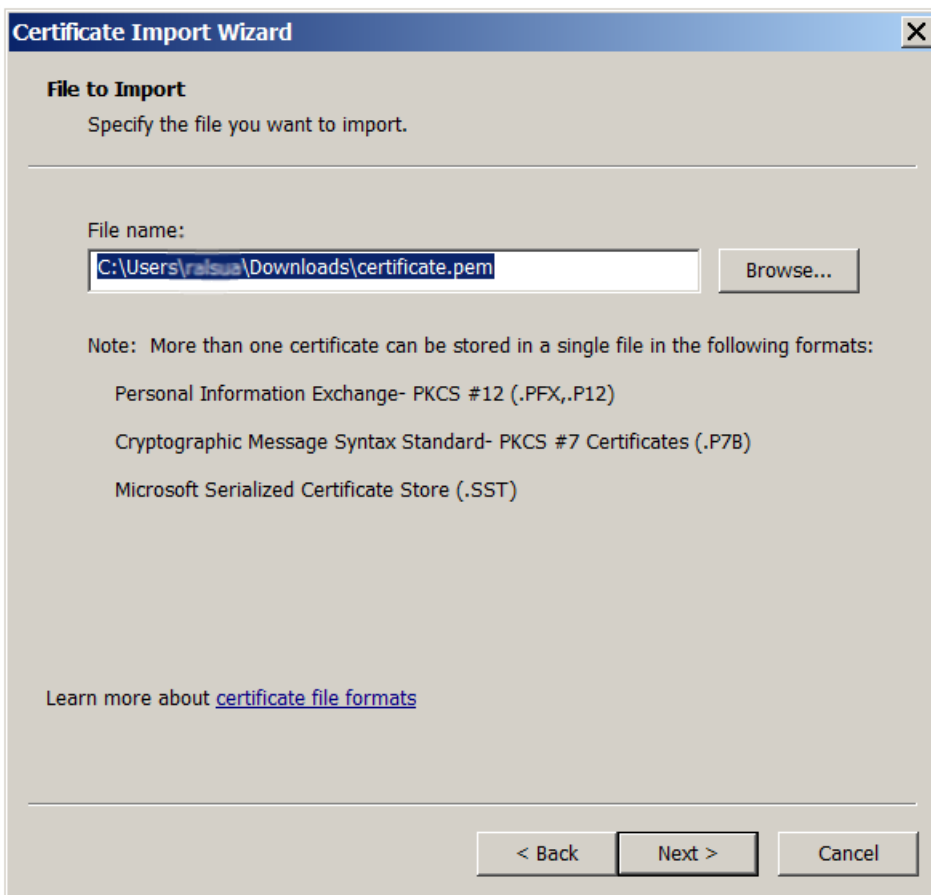 Certificate Import Wizard
File to Import
Specify the file you want to import.
File name:
C:\Users\ \Downloads\certificate.pem
Browse...
Note: More than one certificate can be stored in a single file in the following formats:
Personal Information Exchange- PKCS #12 (.PFX,.P12)
Cryptographic Message Syntax Standard- PKCS #7 Certificates (.P7B)
Microsoft Serialized Certificate Store (.SST)
Learn more about certificate file formats
< Back Next > Cancel